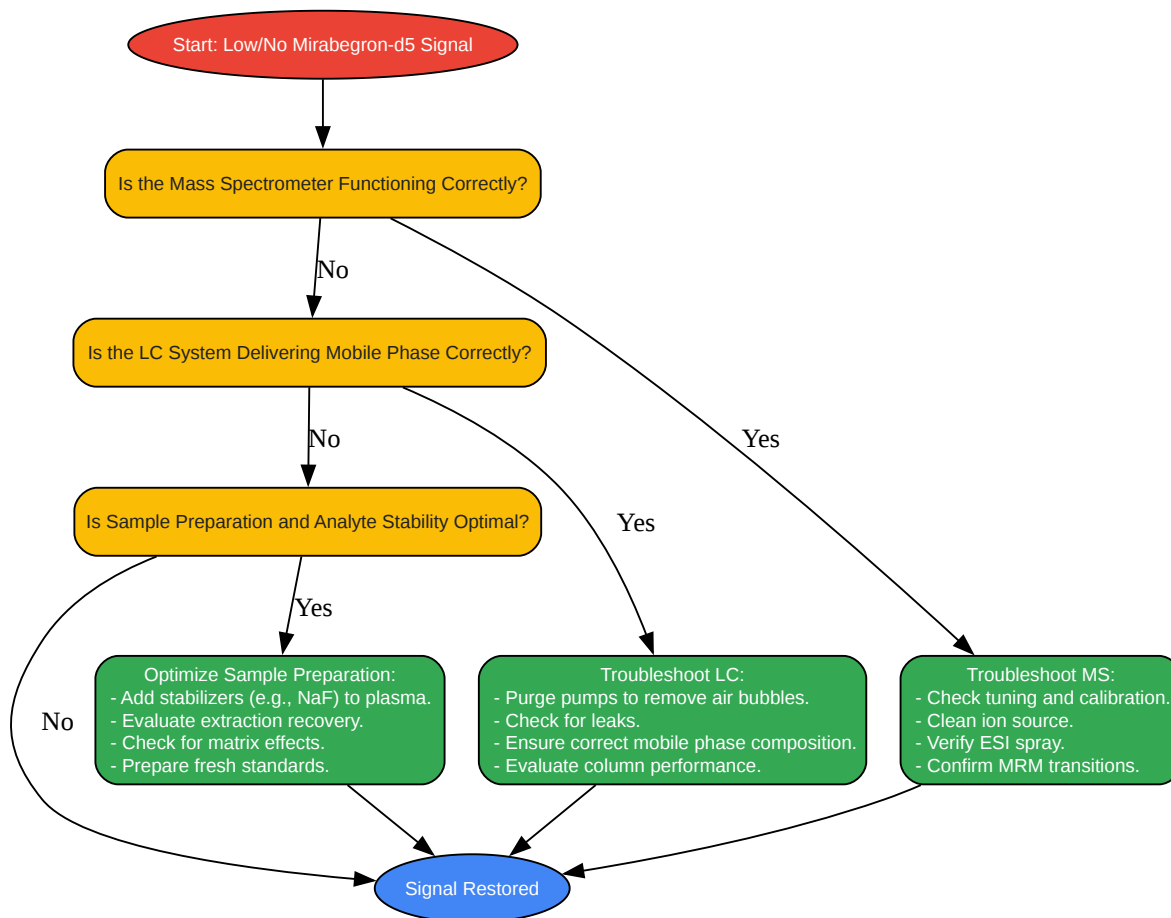 Start: Low/No Mirabegron-d5 Signal
Is the Mass Spectrometer Functioning Correctly?
No
Is the LC System Delivering Mobile Phase Correctly?
No
Yes
Is Sample Preparation and Analyte Stability Optimal?
Yes
Yes
No
Optimize Sample Preparation:
- Add stabilizers (e.g., NaF) to plasma.
- Evaluate extraction recovery.
- Check for matrix effects.
- Prepare fresh standards.
Troubleshoot LC:
- Purge pumps to remove air bubbles.
- Check for leaks.
- Ensure correct mobile phase composition.
- Evaluate column performance.
Troubleshoot MS:
- Check tuning and calibration.
- Clean ion source.
- Verify ESI spray.
- Confirm MRM transitions.
Signal Restored